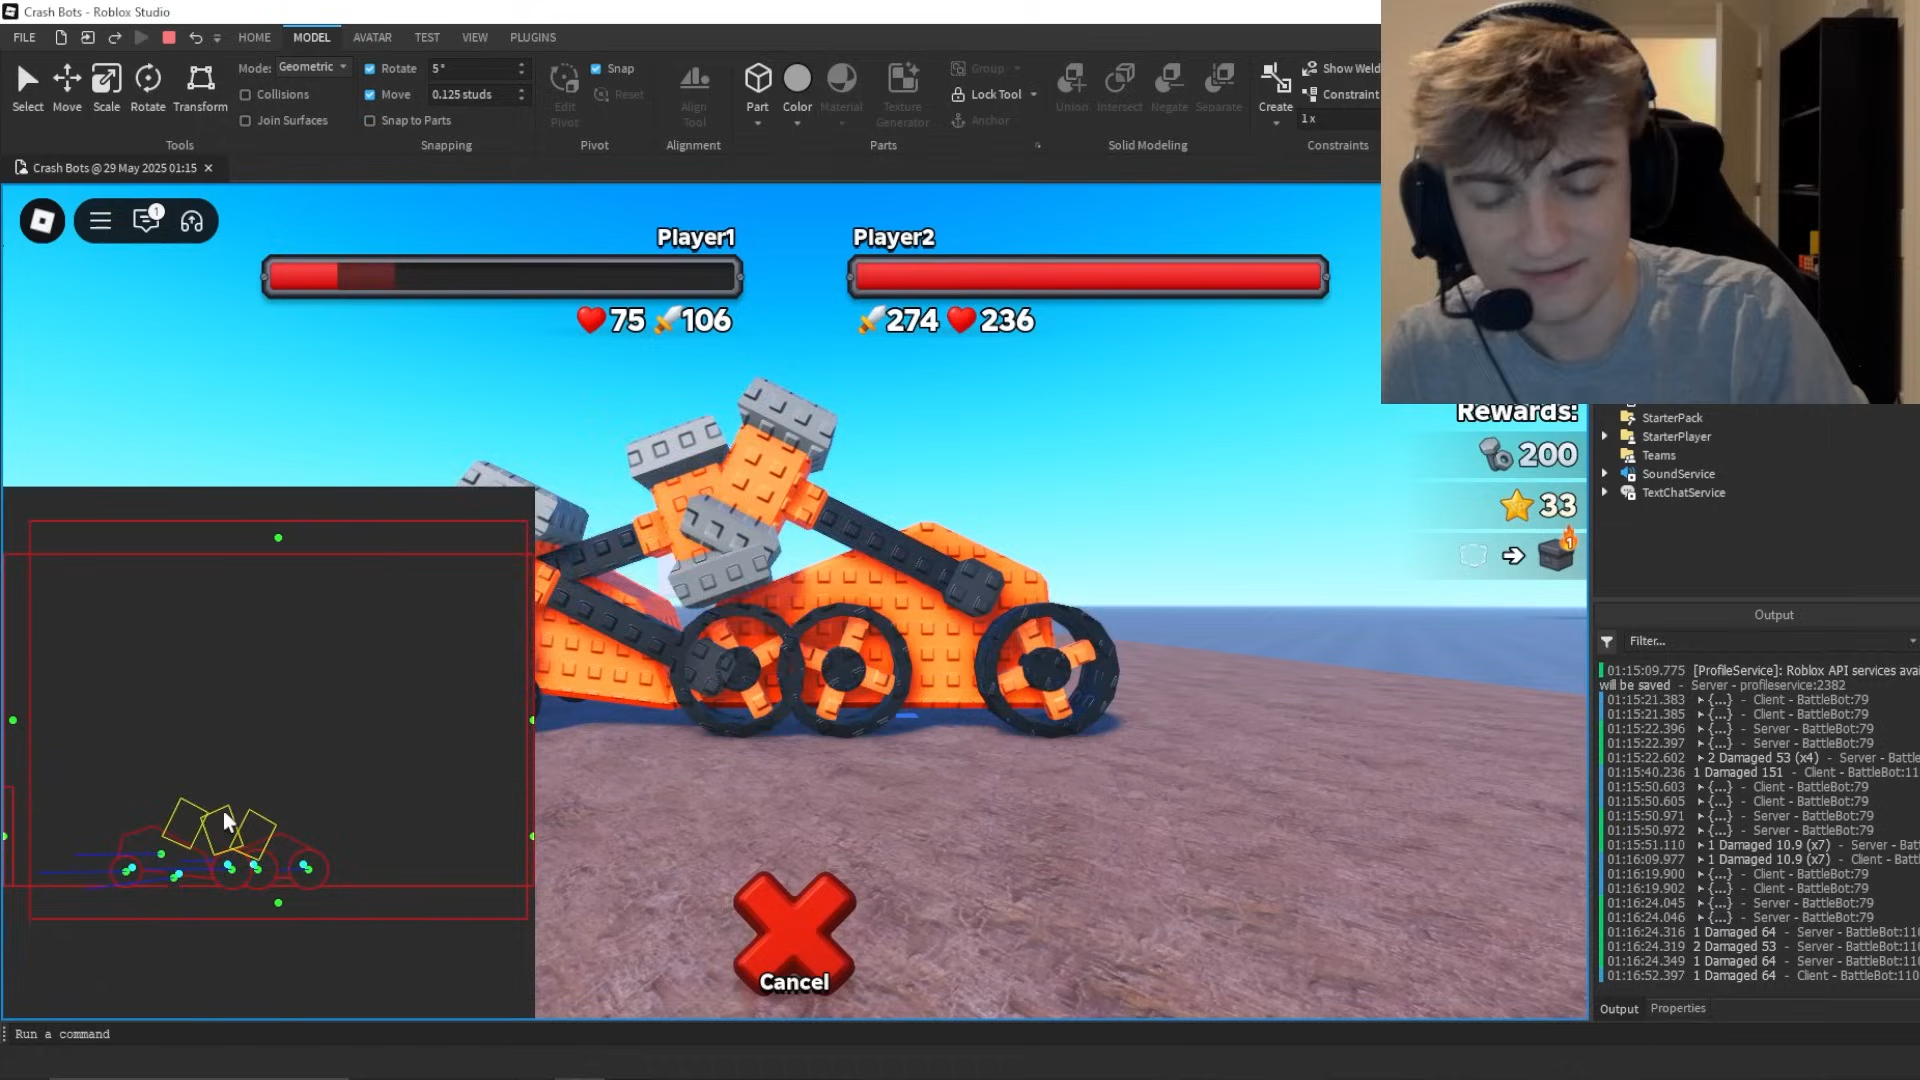 Crash Bots - Roblox Studio
FILE
HOME
MODEL
AVATAR
TEST
VIEW
PLUGINS
Select
Move
Scale
Rotate
Transform
Mode: Geometric
Collisions
Join Surfaces
Tools
Rotate 5°
Move 0.125 studs
Snap to Parts
Snapping
Edit Pivot
Snap
Reset
Pivot
Align Tool
Alignment
Part
Color
Material
Texture Generator
Group
Lock Tool
Anchor
Parts
Union
Intersect
Negate
Separate
Solid Modeling
Create
Show Weld
Constraint
1x
Constraints
Crash Bots @ 29 May 2025 01:15
1
Player1
75 106
Player2
274 236
Rewards:
200
33
1
Cancel
StarterPack
StarterPlayer
Teams
SoundService
TextChatService
Output
Filter...
01:15:09.775 [ProfileService]: Roblox API services avai
will be saved - Server - profileservice:2382
01:15:21.383 {...} - Client - BattleBot:79
01:15:21.385 {...} - Client - BattleBot:79
01:15:22.396 {...} - Server - BattleBot:79
01:15:22.397 {...} - Server - BattleBot:79
01:15:22.602 2 Damaged 53 (x4) - Server - Battle
01:15:40.236 1 Damaged 151 - Client - BattleBot:11
01:15:50.603 {...} - Client - BattleBot:79
01:15:50.605 {...} - Client - BattleBot:79
01:15:50.971 {...} - Server - BattleBot:79
01:15:50.972 {...} - Server - BattleBot:79
01:15:51.110 1 Damaged 10.9 (x7) - Server - Battle
01:16:09.977 1 Damaged 10.9 (x7) - Client - Battle
01:16:19.900 {...} - Client - BattleBot:79
01:16:19.902 {...} - Client - BattleBot:79
01:16:24.045 {...} - Server - BattleBot:79
01:16:24.046 {...} - Server - BattleBot:79
01:16:24.316 1 Damaged 64 - Server - BattleBot:110
01:16:24.319 2 Damaged 53 - Server - BattleBot:110
01:16:24.349 1 Damaged 64 - Server - BattleBot:110
01:16:52.397 1 Damaged 64 - Client - BattleBot:110
Output
Properties
Run a command